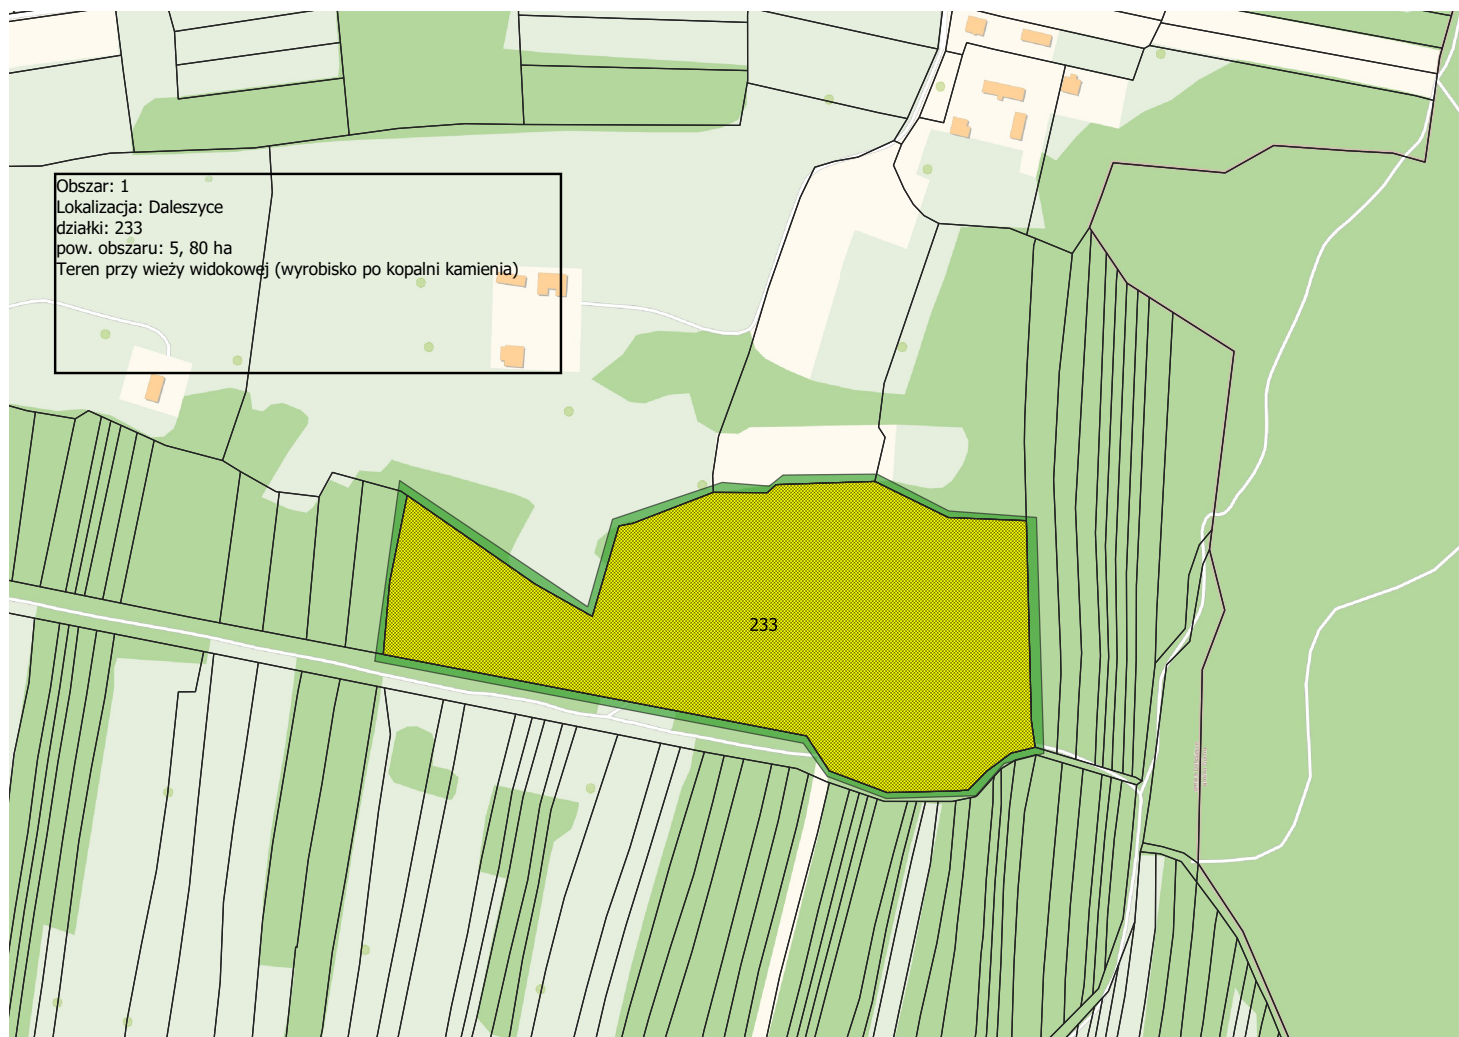 Obszar: 1
Lokalizacja: Daleszyce
działki: 233
pow. obszaru: 5, 80 ha
Teren przy wieży widokowej (wyrobisko po kopalni kamienia)
233